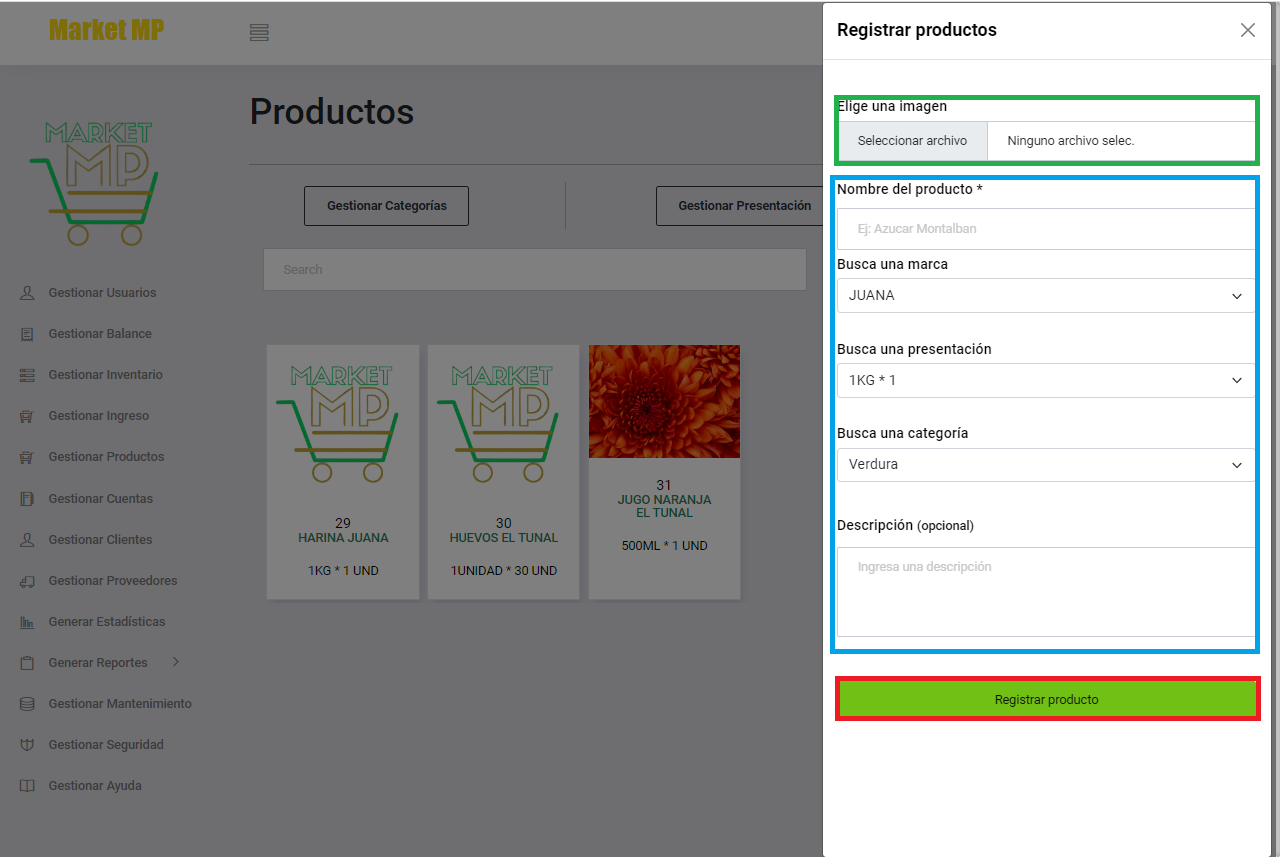 Market MP
MARKET
MP
Gestionar Usuarios
Gestionar Balance
Gestionar Inventario
Gestionar Ingreso
Gestionar Productos
Gestionar Cuentas
Gestionar Clientes
Gestionar Proveedores
Generar Estadísticas
Generar Reportes
Gestionar Mantenimiento
Gestionar Seguridad
Gestionar Ayuda
Productos
Gestionar Categorías
Gestionar Presentación
Search
MARKET
MP
29
HARINA JUANA
1KG * 1 UND
MARKET
MP
30
HUEVOS EL TUNAL
1UNIDAD * 30 UND
31
JUGO NARANJA
EL TUNAL
500ML * 1 UND
Registrar productos
Elige una imagen
Seleccionar archivo Ninguno archivo selec.
Nombre del producto *
Ej: Azucar Montalban
Busca una marca
JUANA
Busca una presentación
1KG * 1
Busca una categoría
Verdura
Descripción (opcional)
Ingresa una descripción
Registrar producto